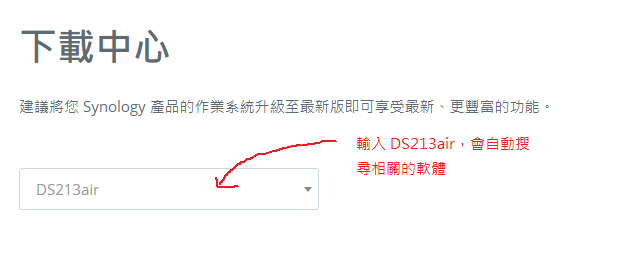 下載中心
建議將您 Synology 產品的作業系統升級至最新版即可享受最新、更豐富的功能。
輸入 DS213air，會自動搜
尋相關的軟體
DS213air